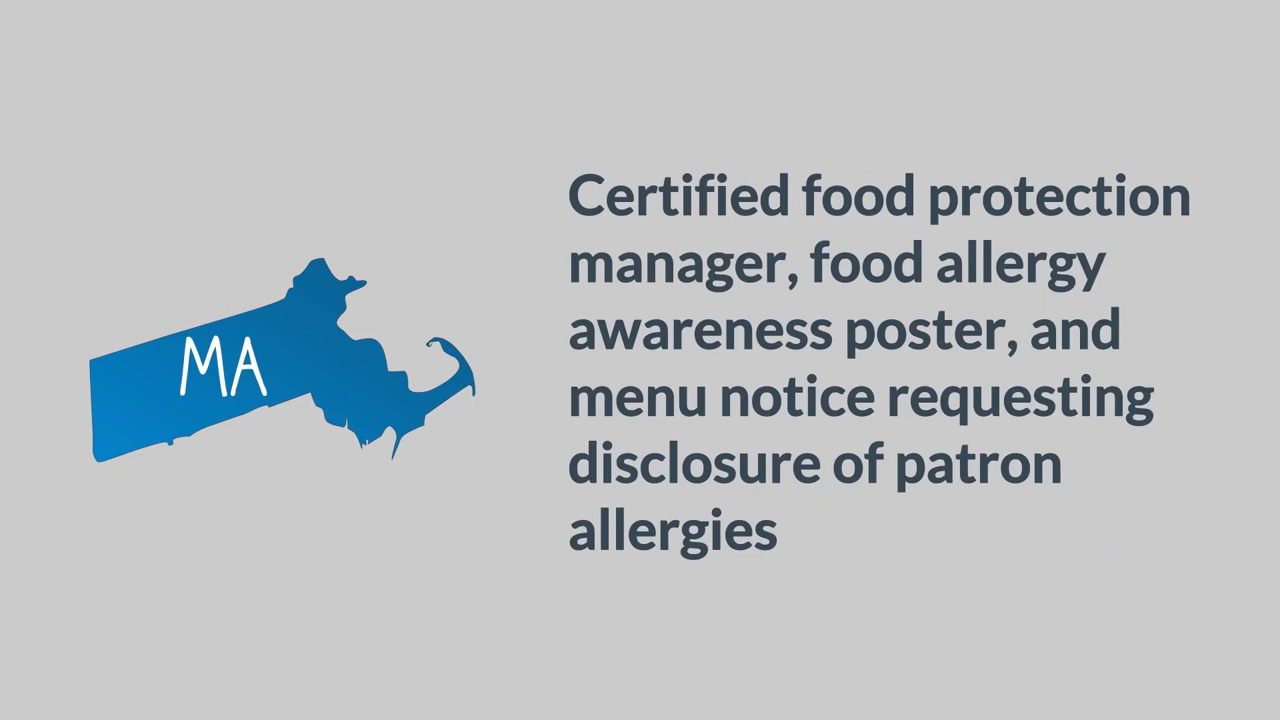 MA
Certified food protection
manager, food allergy
awareness poster, and
menu notice requesting
disclosure of patron
allergies